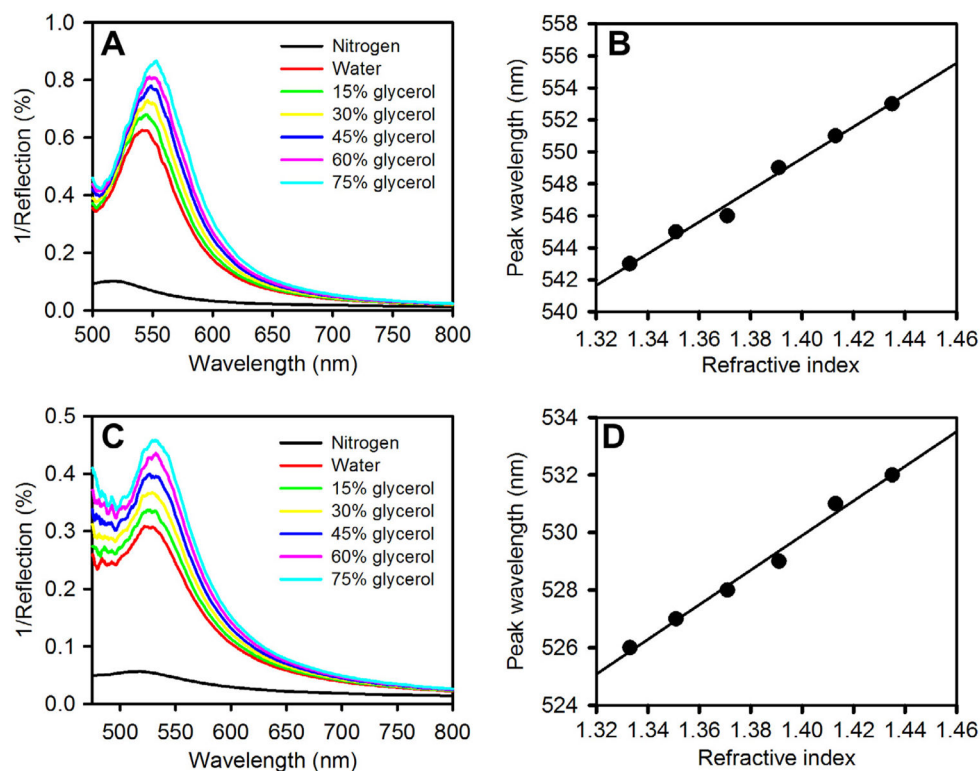 A
1/Reflection (%)
1.0
0.8
0.6
0.4
0.2
0.0
500 550 600 650 700 750 800
Wavelength (nm)
Nitrogen
Water
15% glycerol
30% glycerol
45% glycerol
60% glycerol
75% glycerol
B
Peak wavelength (nm)
558
556
554
552
550
548
546
544
542
540
1.32 1.34 1.36 1.38 1.40 1.42 1.44 1.46
Refractive index
C
1/Reflection (%)
0.5
0.4
0.3
0.2
0.1
0.0
500 550 600 650 700 750 800
Wavelength (nm)
Nitrogen
Water
15% glycerol
30% glycerol
45% glycerol
60% glycerol
75% glycerol
D
Peak wavelength (nm)
534
532
530
528
526
524
1.32 1.34 1.36 1.38 1.40 1.42 1.44 1.46
Refractive index